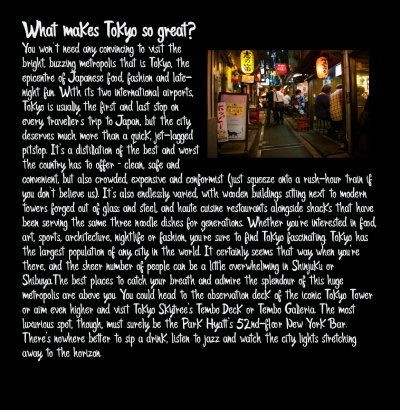 What makes Tokyo so great?
You won't need any convincing to visit the
bright, buzzing metropolis that is Tokyo, the
epicentre of Japanese food, fashion and late-
night fun. With its two international airports,
Tokyo is usually the first and last stop on
every traveller's trip to Japan, but the city
deserves much more than a quick, jet-lagged
pitstop. It's a distillation of the best and worst
the country has to offer - clean, safe and
convenient, but also crowded, expensive and conformist (just squeeze onto a rush-hour train if
you don't believe us). It's also endlessly varied, with wooden buildings sitting next to modern
towers forged out of glass and steel, and haute cuisine restaurants alongside shacks that have
been serving the same three noodle dishes for generations. Whether you're interested in food,
art, sports, architecture, nightlife or fashion, you're sure to find Tokyo fascinating. Tokyo has
the largest population of any city in the world. It certainly seems that way when you're
there, and the sheer number of people can be a little overwhelming in Shinjuku or
Shibuya.The best places to catch your breath and admire the splendour of this huge
metropolis are above you. You could head to the observation deck of the iconic Tokyo Tower
or aim even higher and visit Tokyo Skytree's Tembo Deck or Tembo Galleria. The most
luxurious spot, though, must surely be the Park Hyatt's 52nd-floor New York Bar.
There's nowhere better to sip a drink, listen to jazz and watch the city lights stretching
away to the horizon.